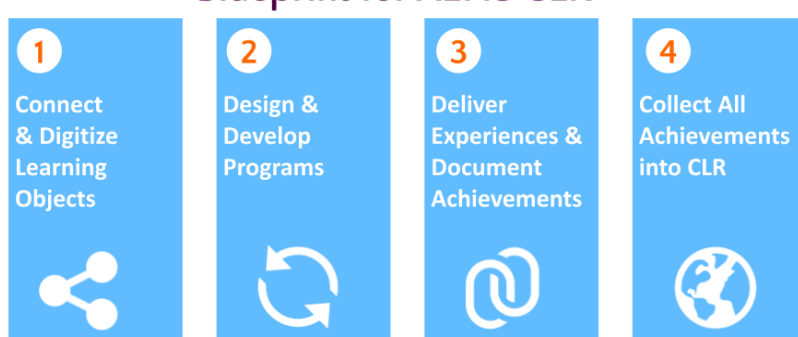 1
Connect
& Digitize
Learning
Objects
2
Design &
Develop
Programs
3
Deliver
Experiences &
Document
Achievements
4
Collect All
Achievements
into CLR